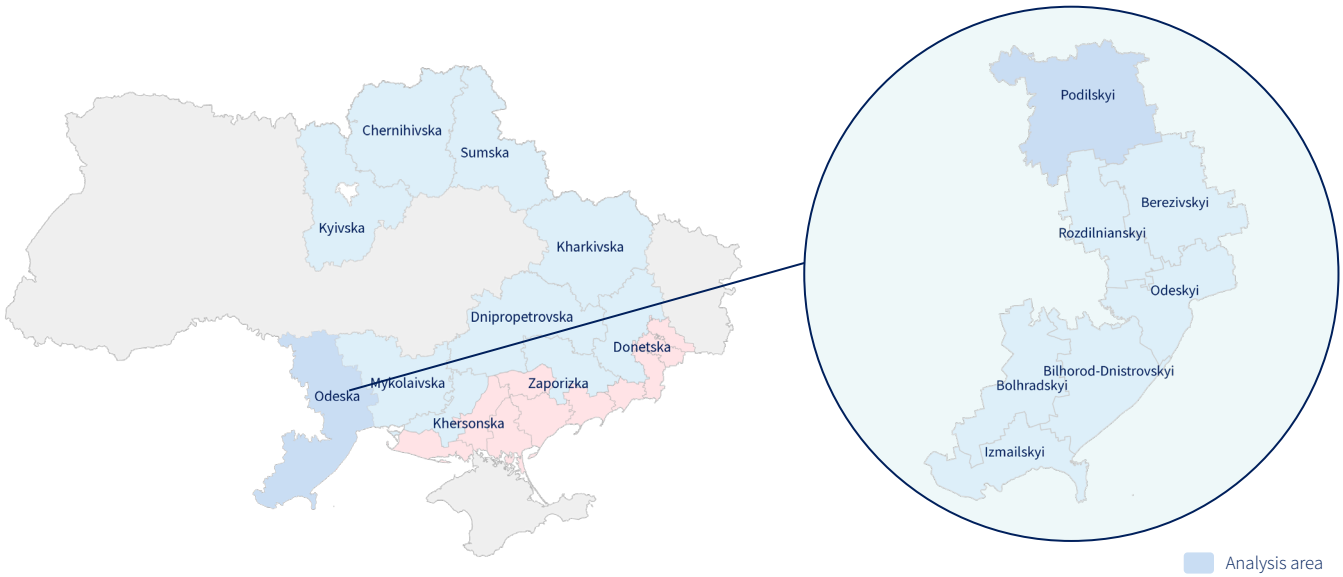 Chernihivska
Sumska
Kyivska
Kharkivska
Dnipropetrovska
Donetska
Mykolaivska
Zaporizka
Odeska
Khersonska
Podilskyi
Berezivskyi
Rozdilnianskyi
Odeskyi
Bilhorod-Dnistrovskyi
Bolhradskyi
Izmailskyi
Analysis area